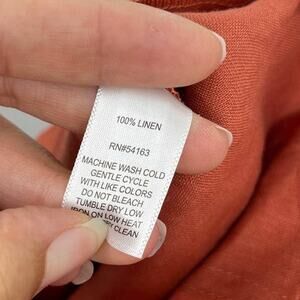 100% LINEN
RN#54163
MACHINE WASH COLD
GENTLE CYCLE
WITH LIKE COLORS
DO NOT BLEACH
TUMBLE DRY LOW
IRON ON LOW HEAT
DRY CLEAN